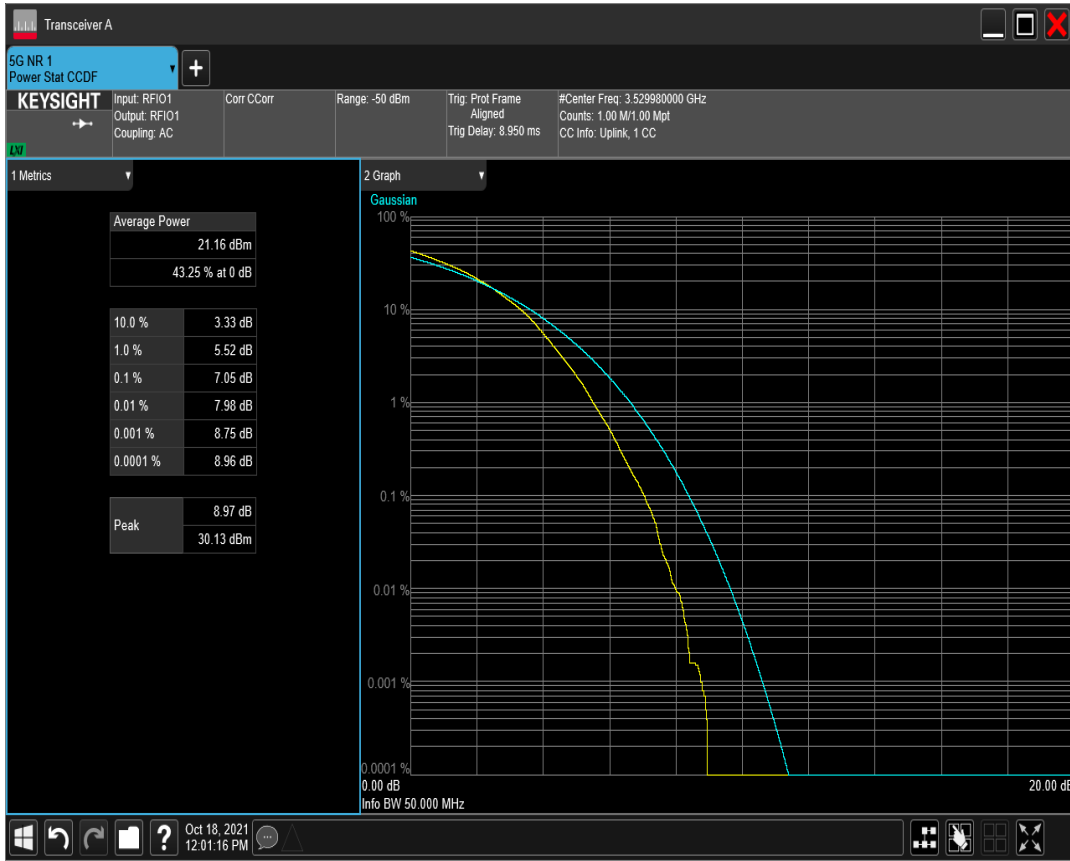 Transceiver A
5G NR 1
Power Stat CCDF
KEYSIGHT
LXI
Input: RFIO1
Output: RFIO1
Coupling: AC
Corr CCorr
Range: -50 dBm
Trig: Prot Frame
Aligned
Trig Delay: 8.950 ms
#Center Freq: 3.529980000 GHz
Counts: 1.00 M/1.00 Mpt
CC Info: Uplink, 1 CC
1 Metrics
Average Power
21.16 dBm
43.25 % at 0 dB
10.0 % 3.33 dB
1.0 % 5.52 dB
0.1 % 7.05 dB
0.01 % 7.98 dB
0.001 % 8.75 dB
0.0001 % 8.96 dB
Peak
8.97 dB
30.13 dBm
2 Graph
Gaussian
100 %
10 %
1 %
0.1 %
0.01 %
0.001 %
0.0001 %
0.00 dB 20.00 dB
Info BW 50.000 MHz
Oct 18, 2021
12:01:16 PM